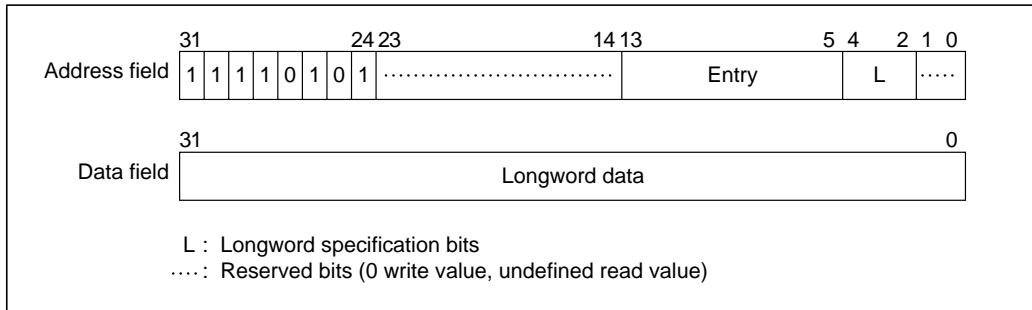 31 24 23 14 13 5 4 2 1 0
Address field 1 1 1 1 0 1 0 1 .............................. Entry L .....
31 0
Data field Longword data
L : Longword specification bits
.... : Reserved bits (0 write value, undefined read value)